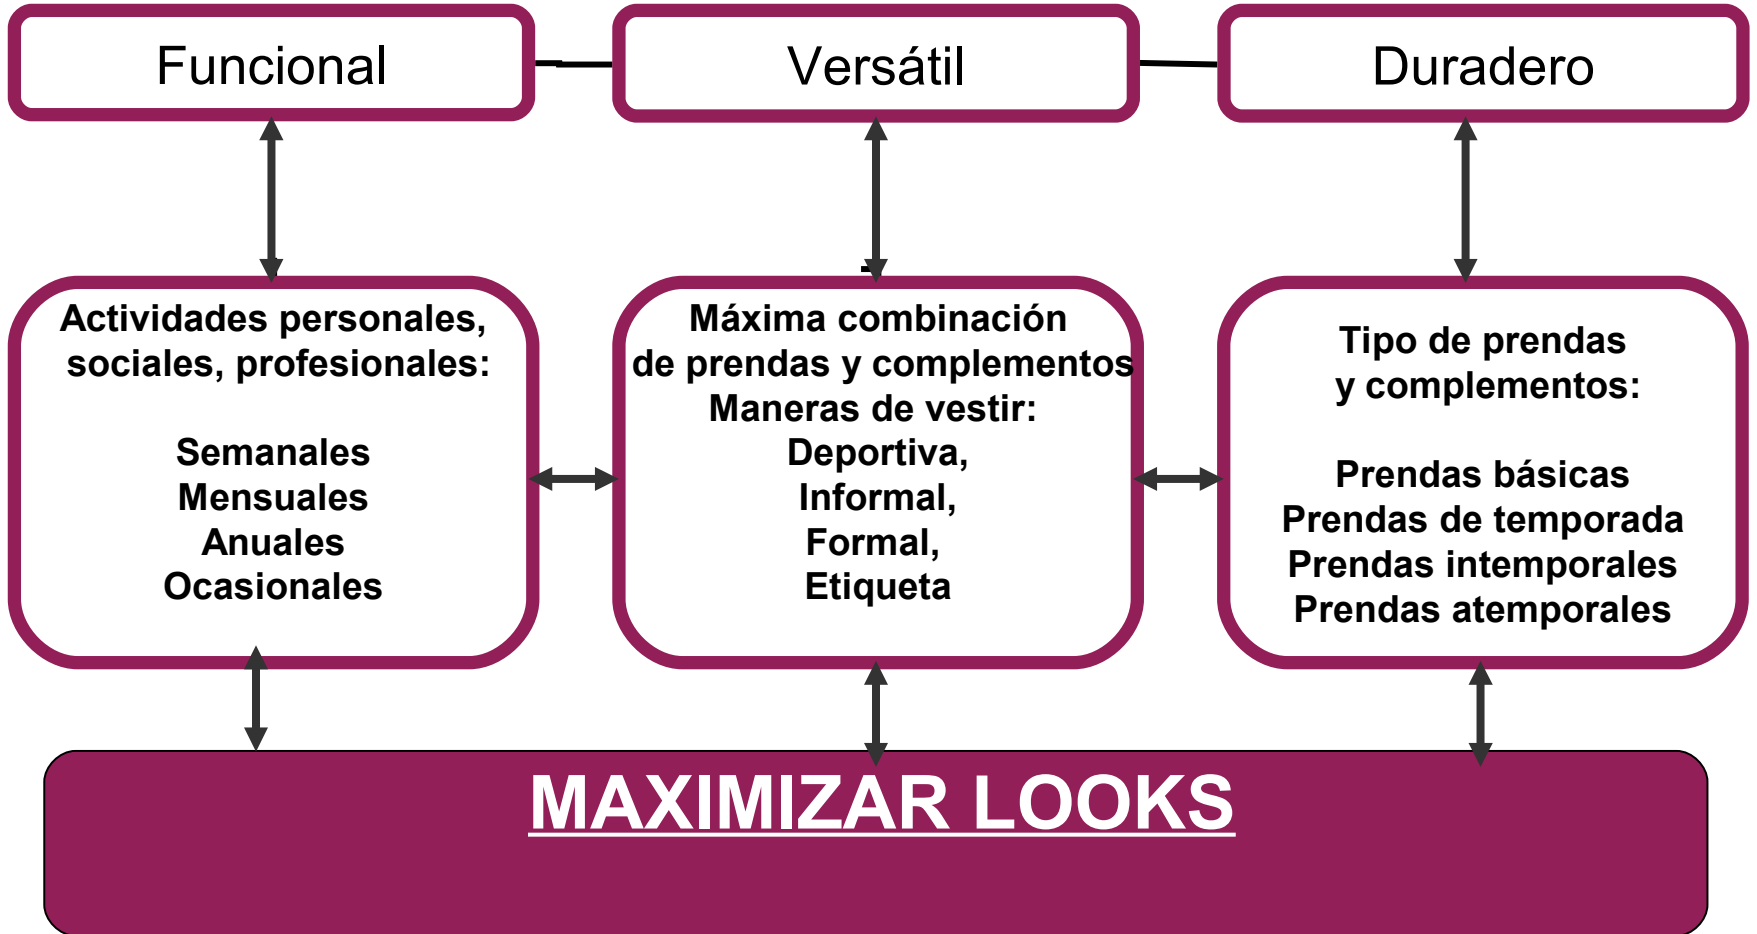 Funcional
Versátil
Duradero
Actividades personales,
sociales, profesionales:
Semanales
Mensuales
Anuales
Ocasionales
Máxima combinación
de prendas y complementos
Maneras de vestir:
Deportiva,
Informal,
Formal,
Etiqueta
Tipo de prendas
y complementos:
Prendas básicas
Prendas de temporada
Prendas intemporales
Prendas atemporales
MAXIMIZAR LOOKS